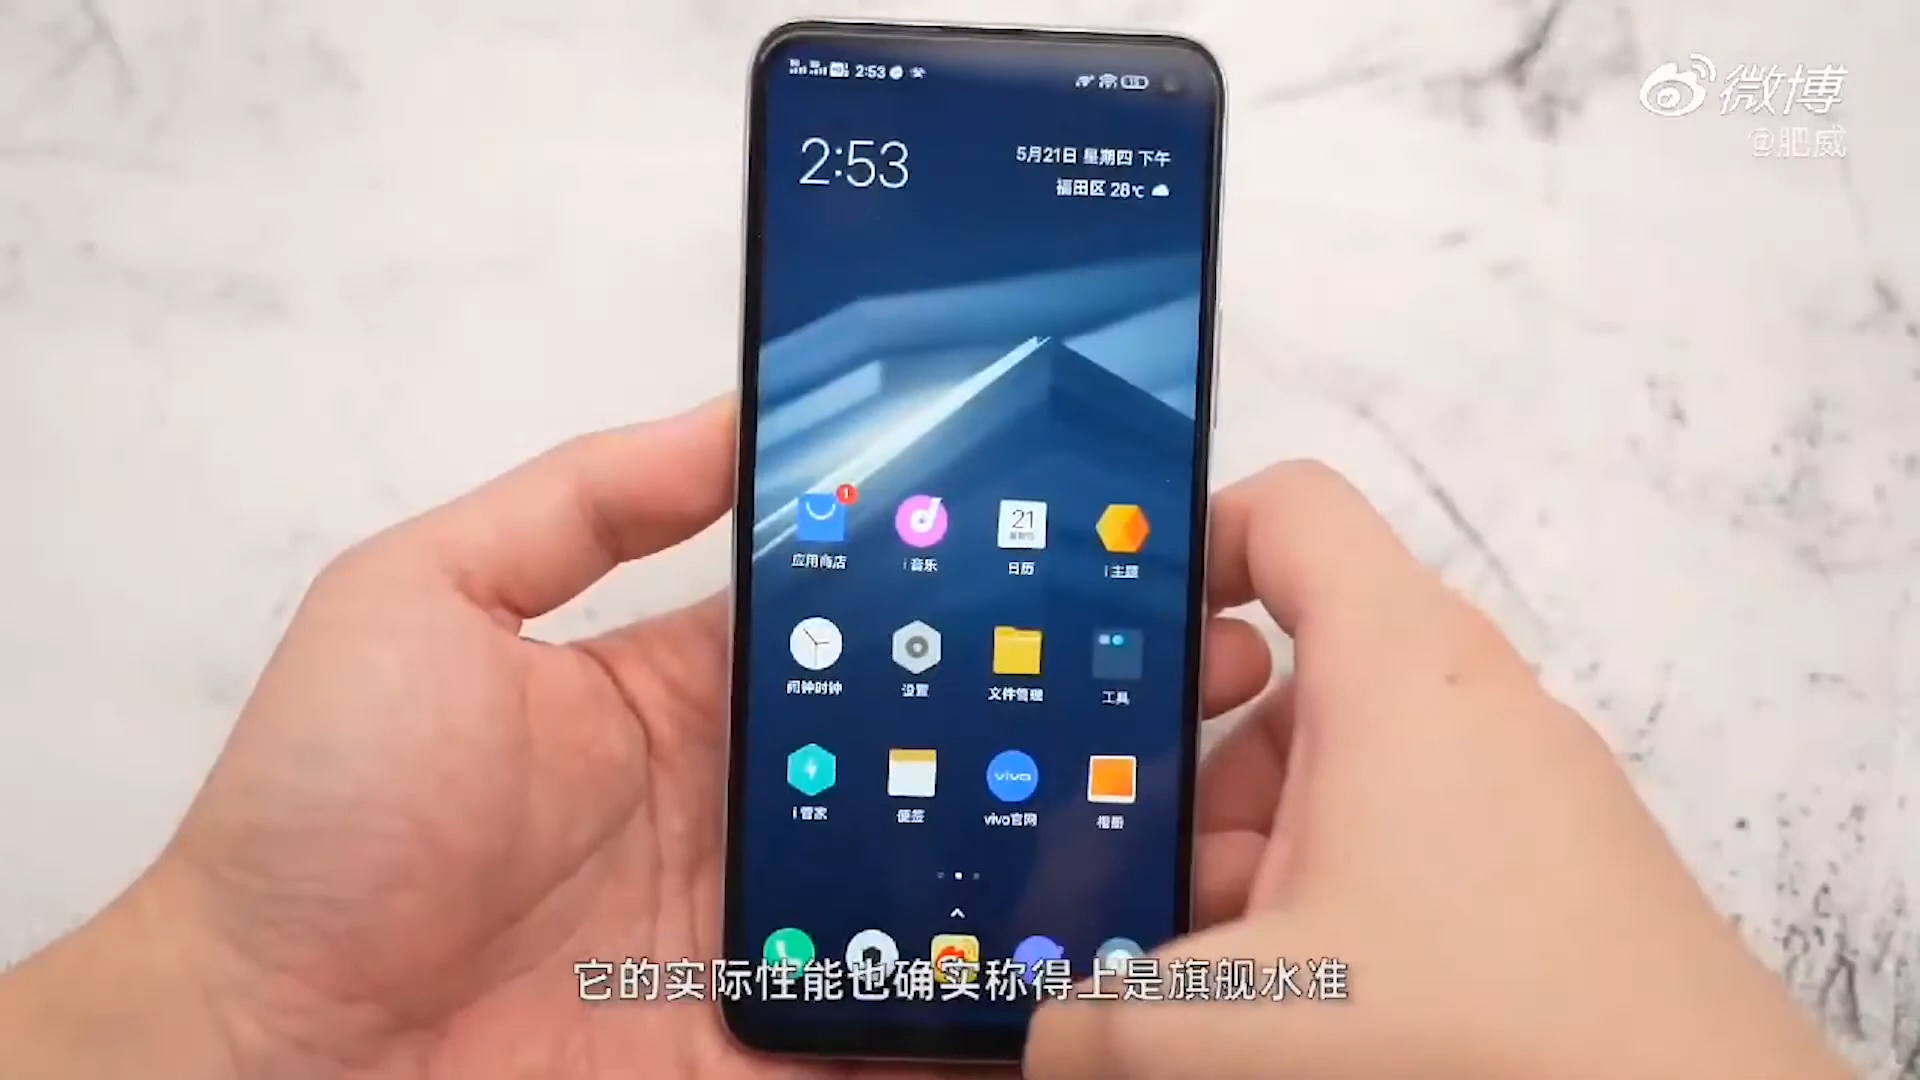 微博
@肥威
2:53
2:53
5月21日 星期四 下午
福田区 28℃
1
21
应用商店
i 音乐
日历
i 主题
闹钟时钟
设置
文件管理
工具
vivo
i 管家
便签
vivo官网
相册
它的实际性能也确实称得上是旗舰水准